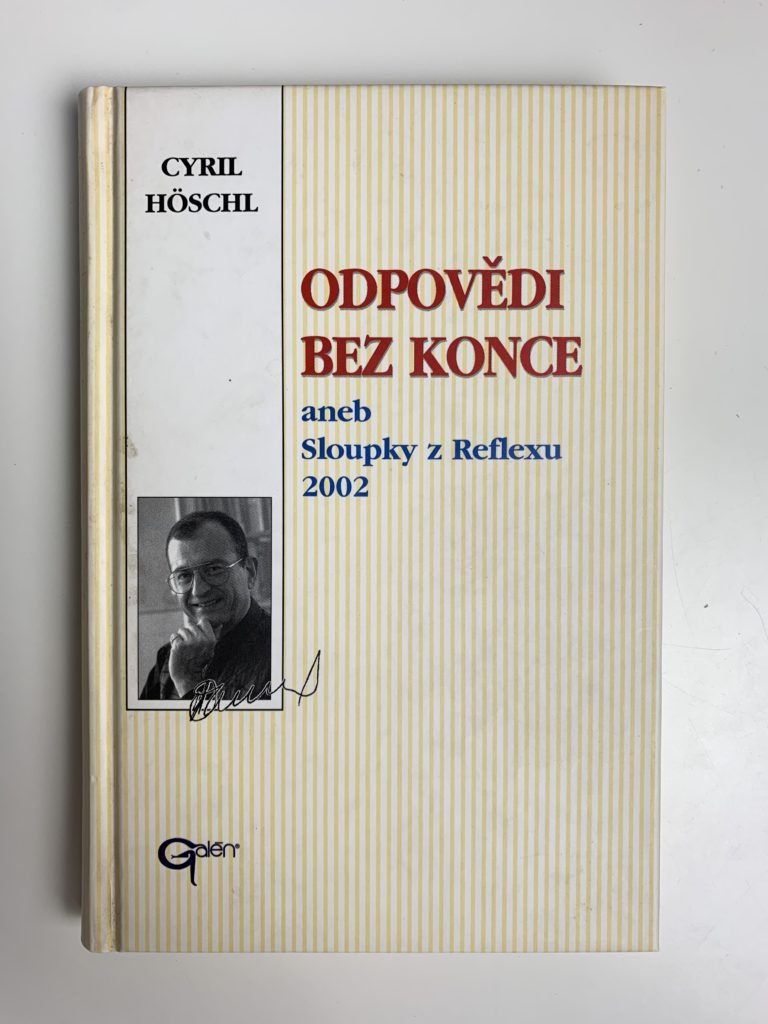 CYRIL
HÖSCHL
ODPOVĚDI
BEZ KONCE
aneb
Sloupky z Reflexu
2002
Galén®